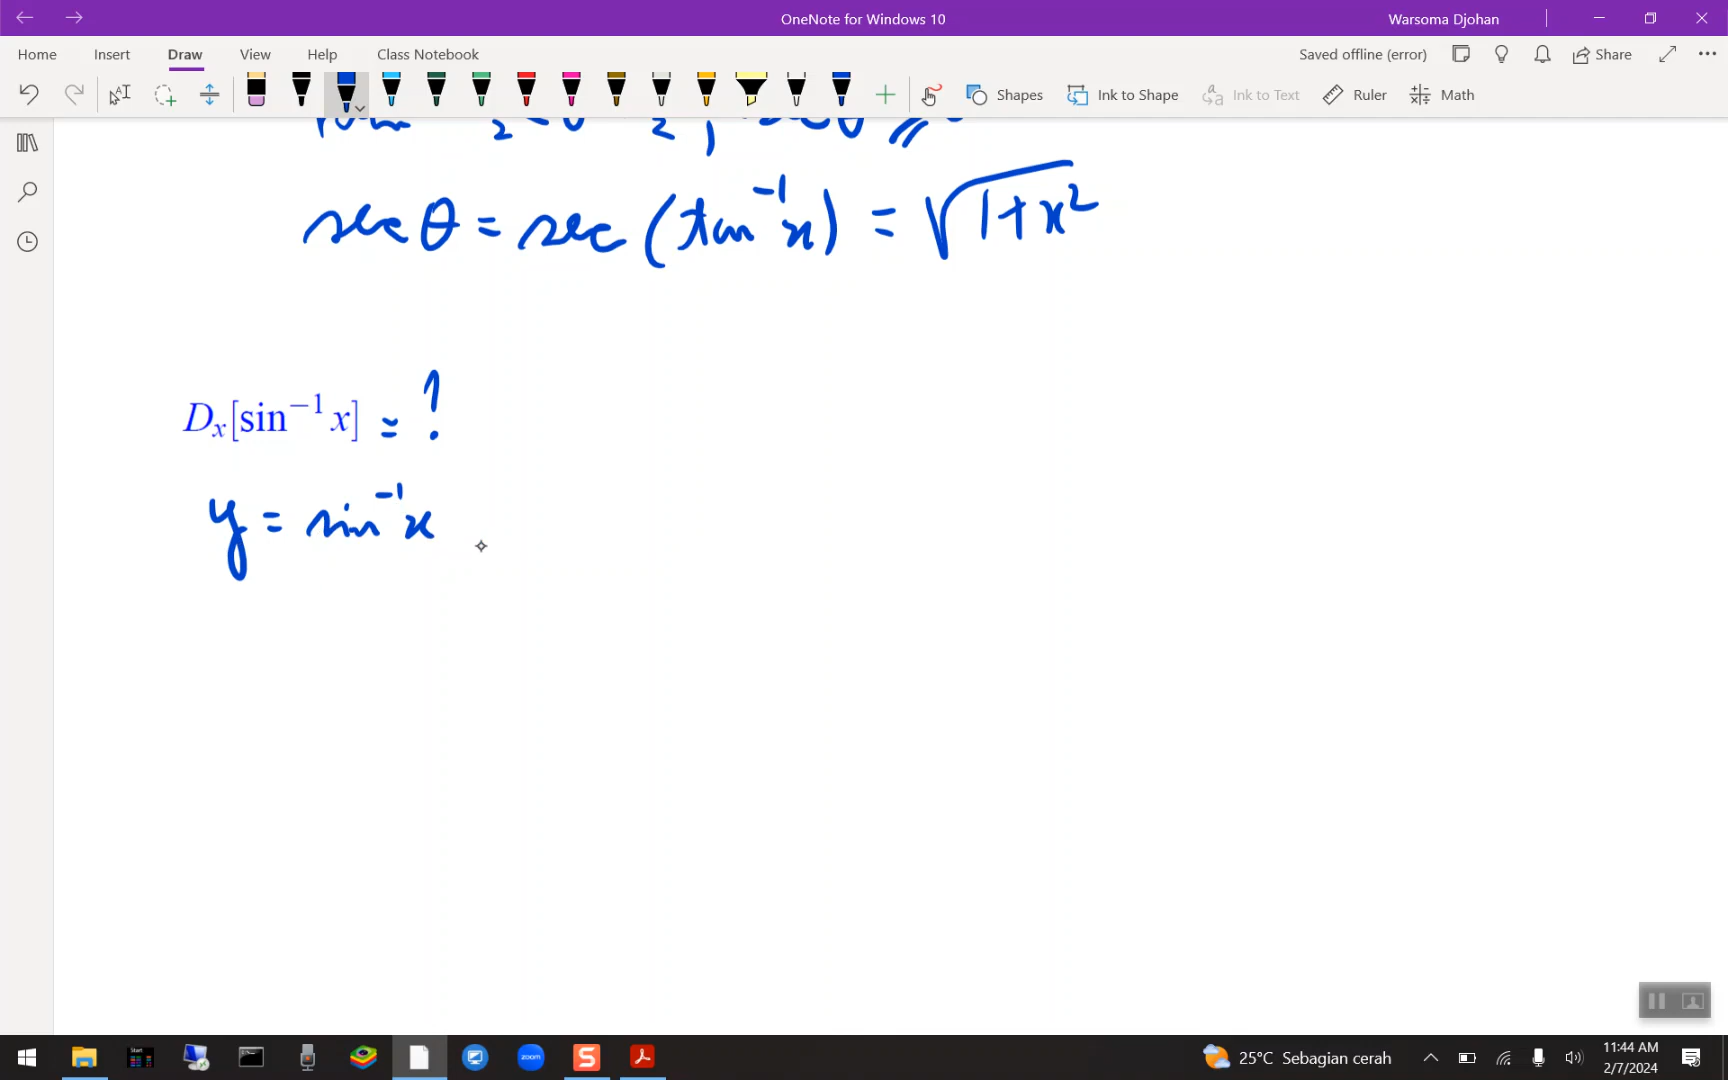 OneNote for Windows 10
Warsoma Djohan
Home Insert Draw View Help Class Notebook
Saved offline (error) Share
Shapes Ink to Shape Ink to Text Ruler Math
sec θ = sec (tan⁻¹ x) = √1+x²
Dₓ[sin⁻¹ x] = ?
y = sin⁻¹ x
Start
zoom
S
25°C Sebagian cerah
11:44 AM
2/7/2024